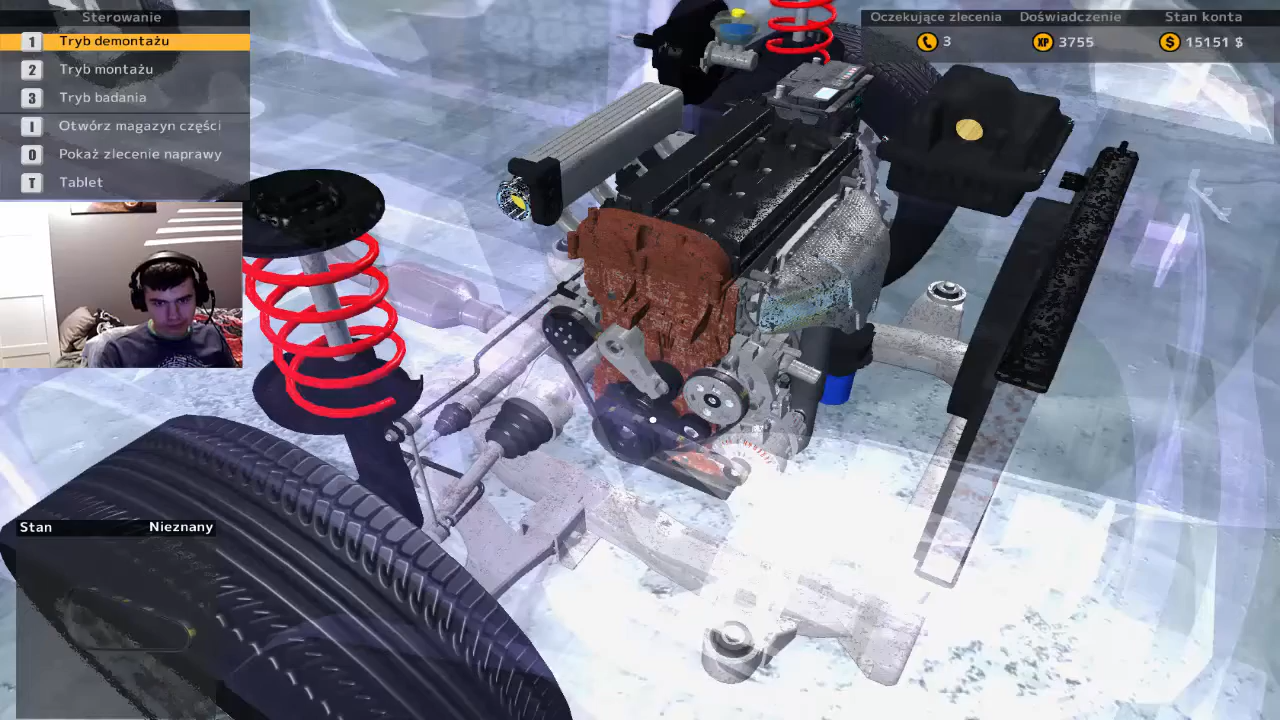 Sterowanie
1 Tryb demontażu
2 Tryb montażu
3 Tryb badania
I Otwórz magazyn części
O Pokaż zlecenie naprawy
T Tablet
Oczekujące zlecenia Doświadczenie Stan konta
3 XP 3755 $ 15151 $
Stan Nieznany